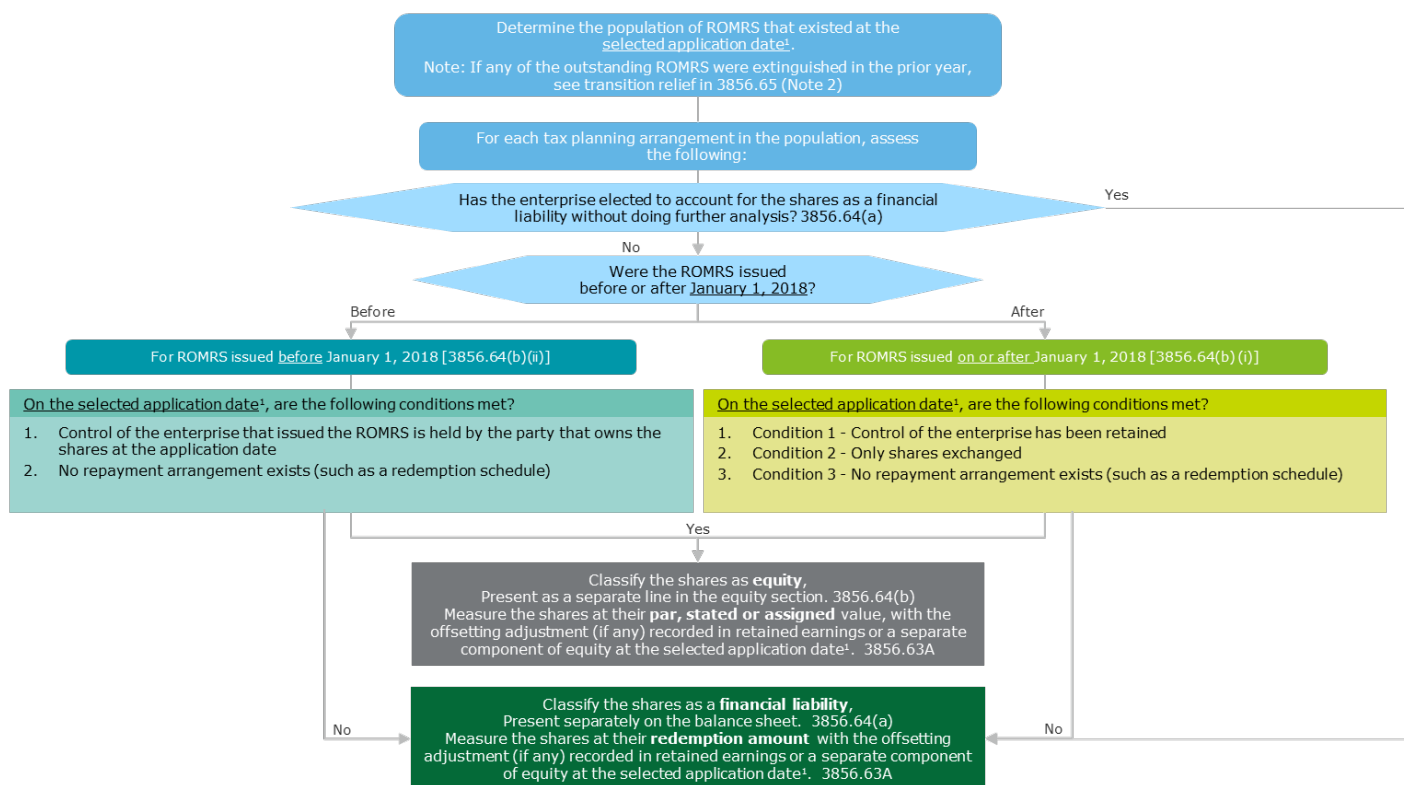 Determine the population of ROMRS that existed at the
selected application date¹.
Note: If any of the outstanding ROMRS were extinguished in the prior year,
see transition relief in 3856.65 (Note 2)
For each tax planning arrangement in the population, assess
the following:
Has the enterprise elected to account for the shares as a financial
liability without doing further analysis? 3856.64(a)
Yes
No
Were the ROMRS issued
before or after January 1, 2018?
Before
After
For ROMRS issued before January 1, 2018 [3856.64(b)(ii)]
For ROMRS issued on or after January 1, 2018 [3856.64(b)(i)]
On the selected application date¹, are the following conditions met?
1. Control of the enterprise that issued the ROMRS is held by the party that owns the
shares at the application date
2. No repayment arrangement exists (such as a redemption schedule)
On the selected application date¹, are the following conditions met?
1. Condition 1 - Control of the enterprise has been retained
2. Condition 2 - Only shares exchanged
3. Condition 3 - No repayment arrangement exists (such as a redemption schedule)
Yes
Classify the shares as equity,
Present as a separate line in the equity section. 3856.64(b)
Measure the shares at their par, stated or assigned value, with the
offsetting adjustment (if any) recorded in retained earnings or a separate
component of equity at the selected application date¹. 3856.63A
No
No
Classify the shares as a financial liability,
Present separately on the balance sheet. 3856.64(a)
Measure the shares at their redemption amount with the offsetting
adjustment (if any) recorded in retained earnings or a separate component
of equity at the selected application date¹. 3856.63A